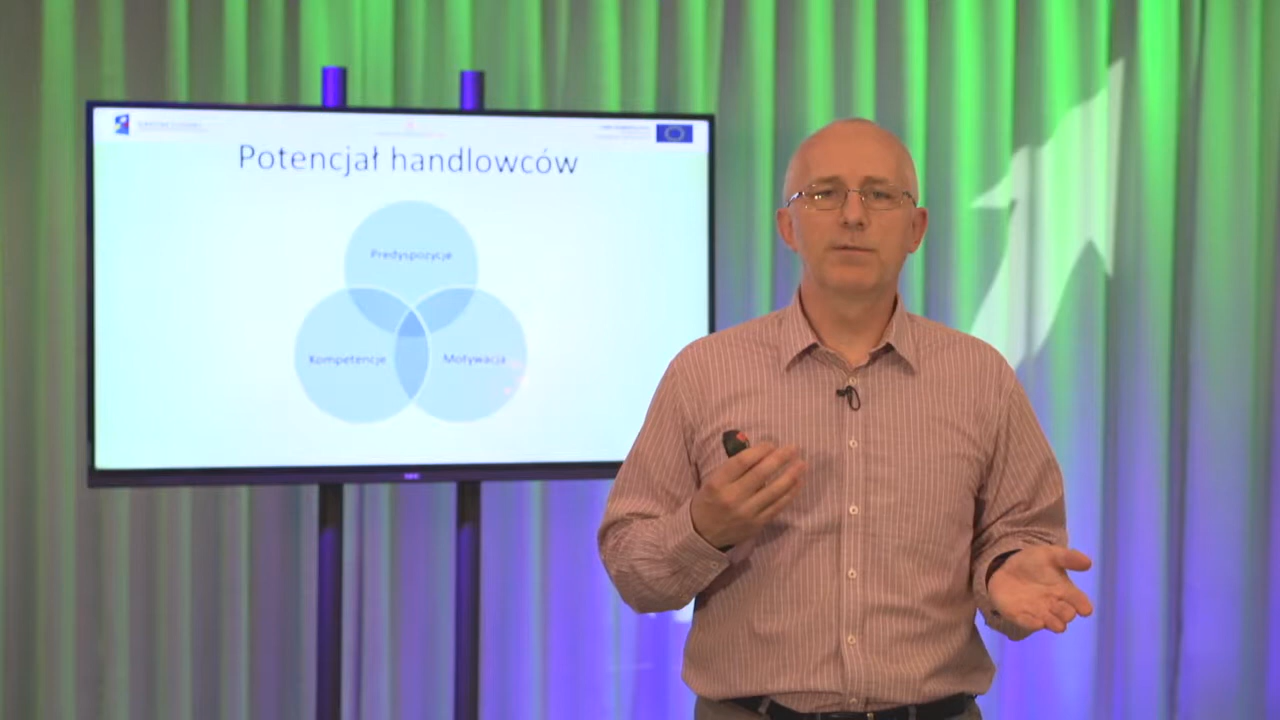 Potencjał handlowców
Predyspozycje
Kompetencje
Motywacja